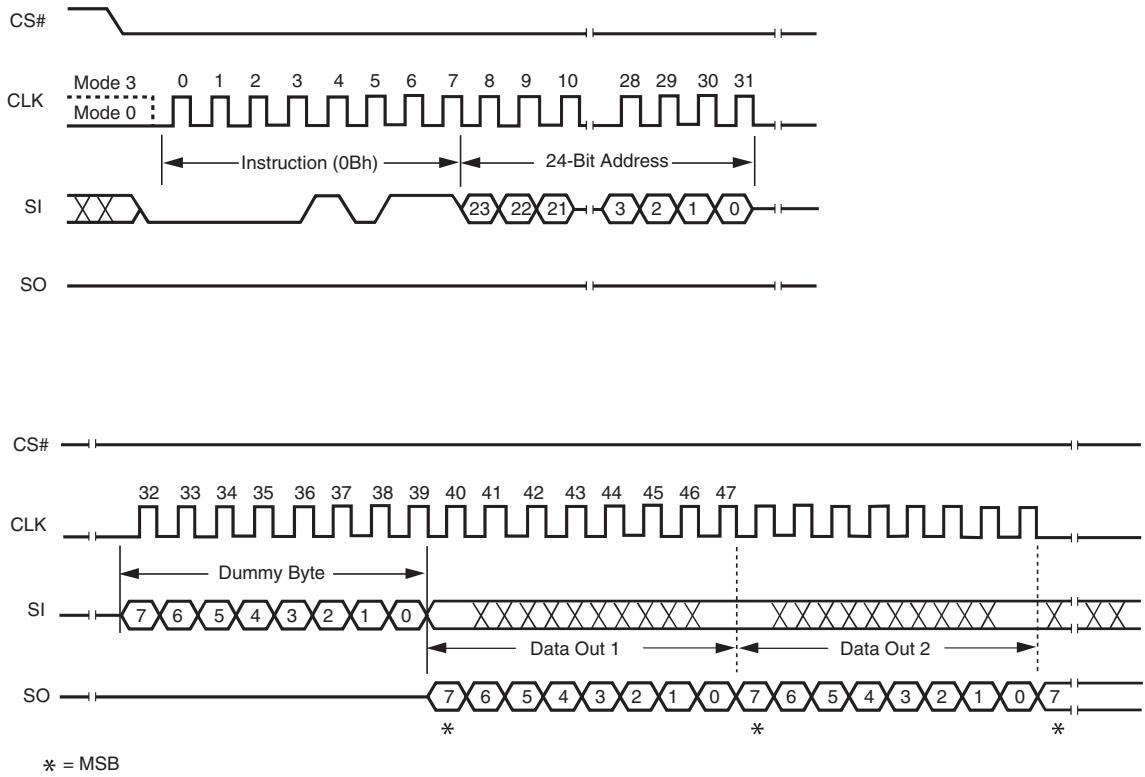 CS#
Mode 3
0 1 2 3 4 5 6 7 8 9 10 28 29 30 31
CLK
Mode 0
Instruction (0Bh) 24-Bit Address
SI 23 22 21 3 2 1 0
SO
CS#
32 33 34 35 36 37 38 39 40 41 42 43 44 45 46 47
CLK
Dummy Byte
SI 7 6 5 4 3 2 1 0
Data Out 1 Data Out 2
SO 7 6 5 4 3 2 1 0 7 6 5 4 3 2 1 0 7
* * *
* = MSB